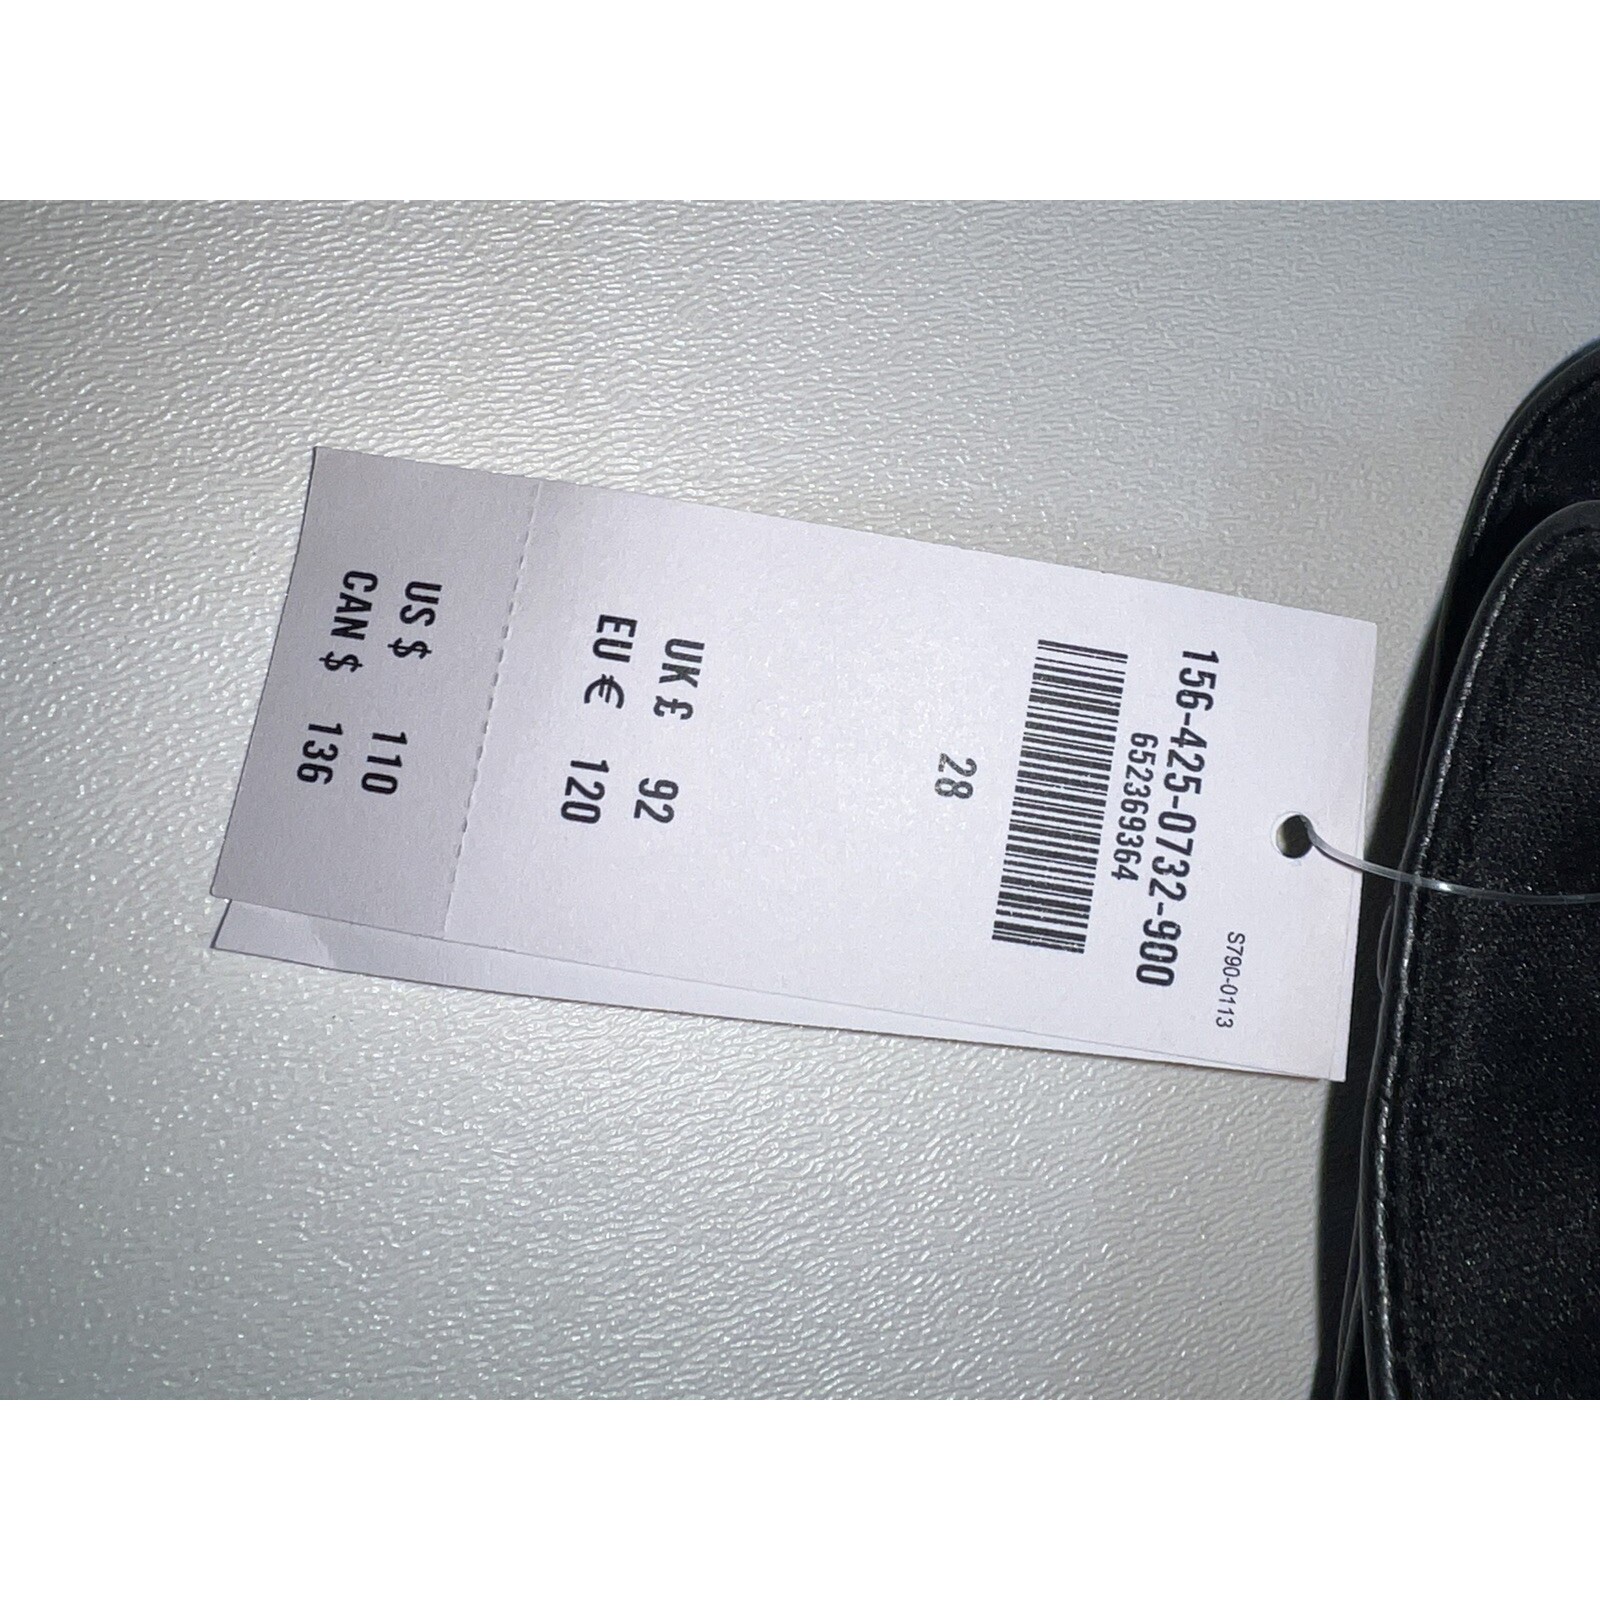 S790-0113
156-425-0732-900
652369364
28
UK £ 92
EU € 120
US $ 110
CAN $ 136